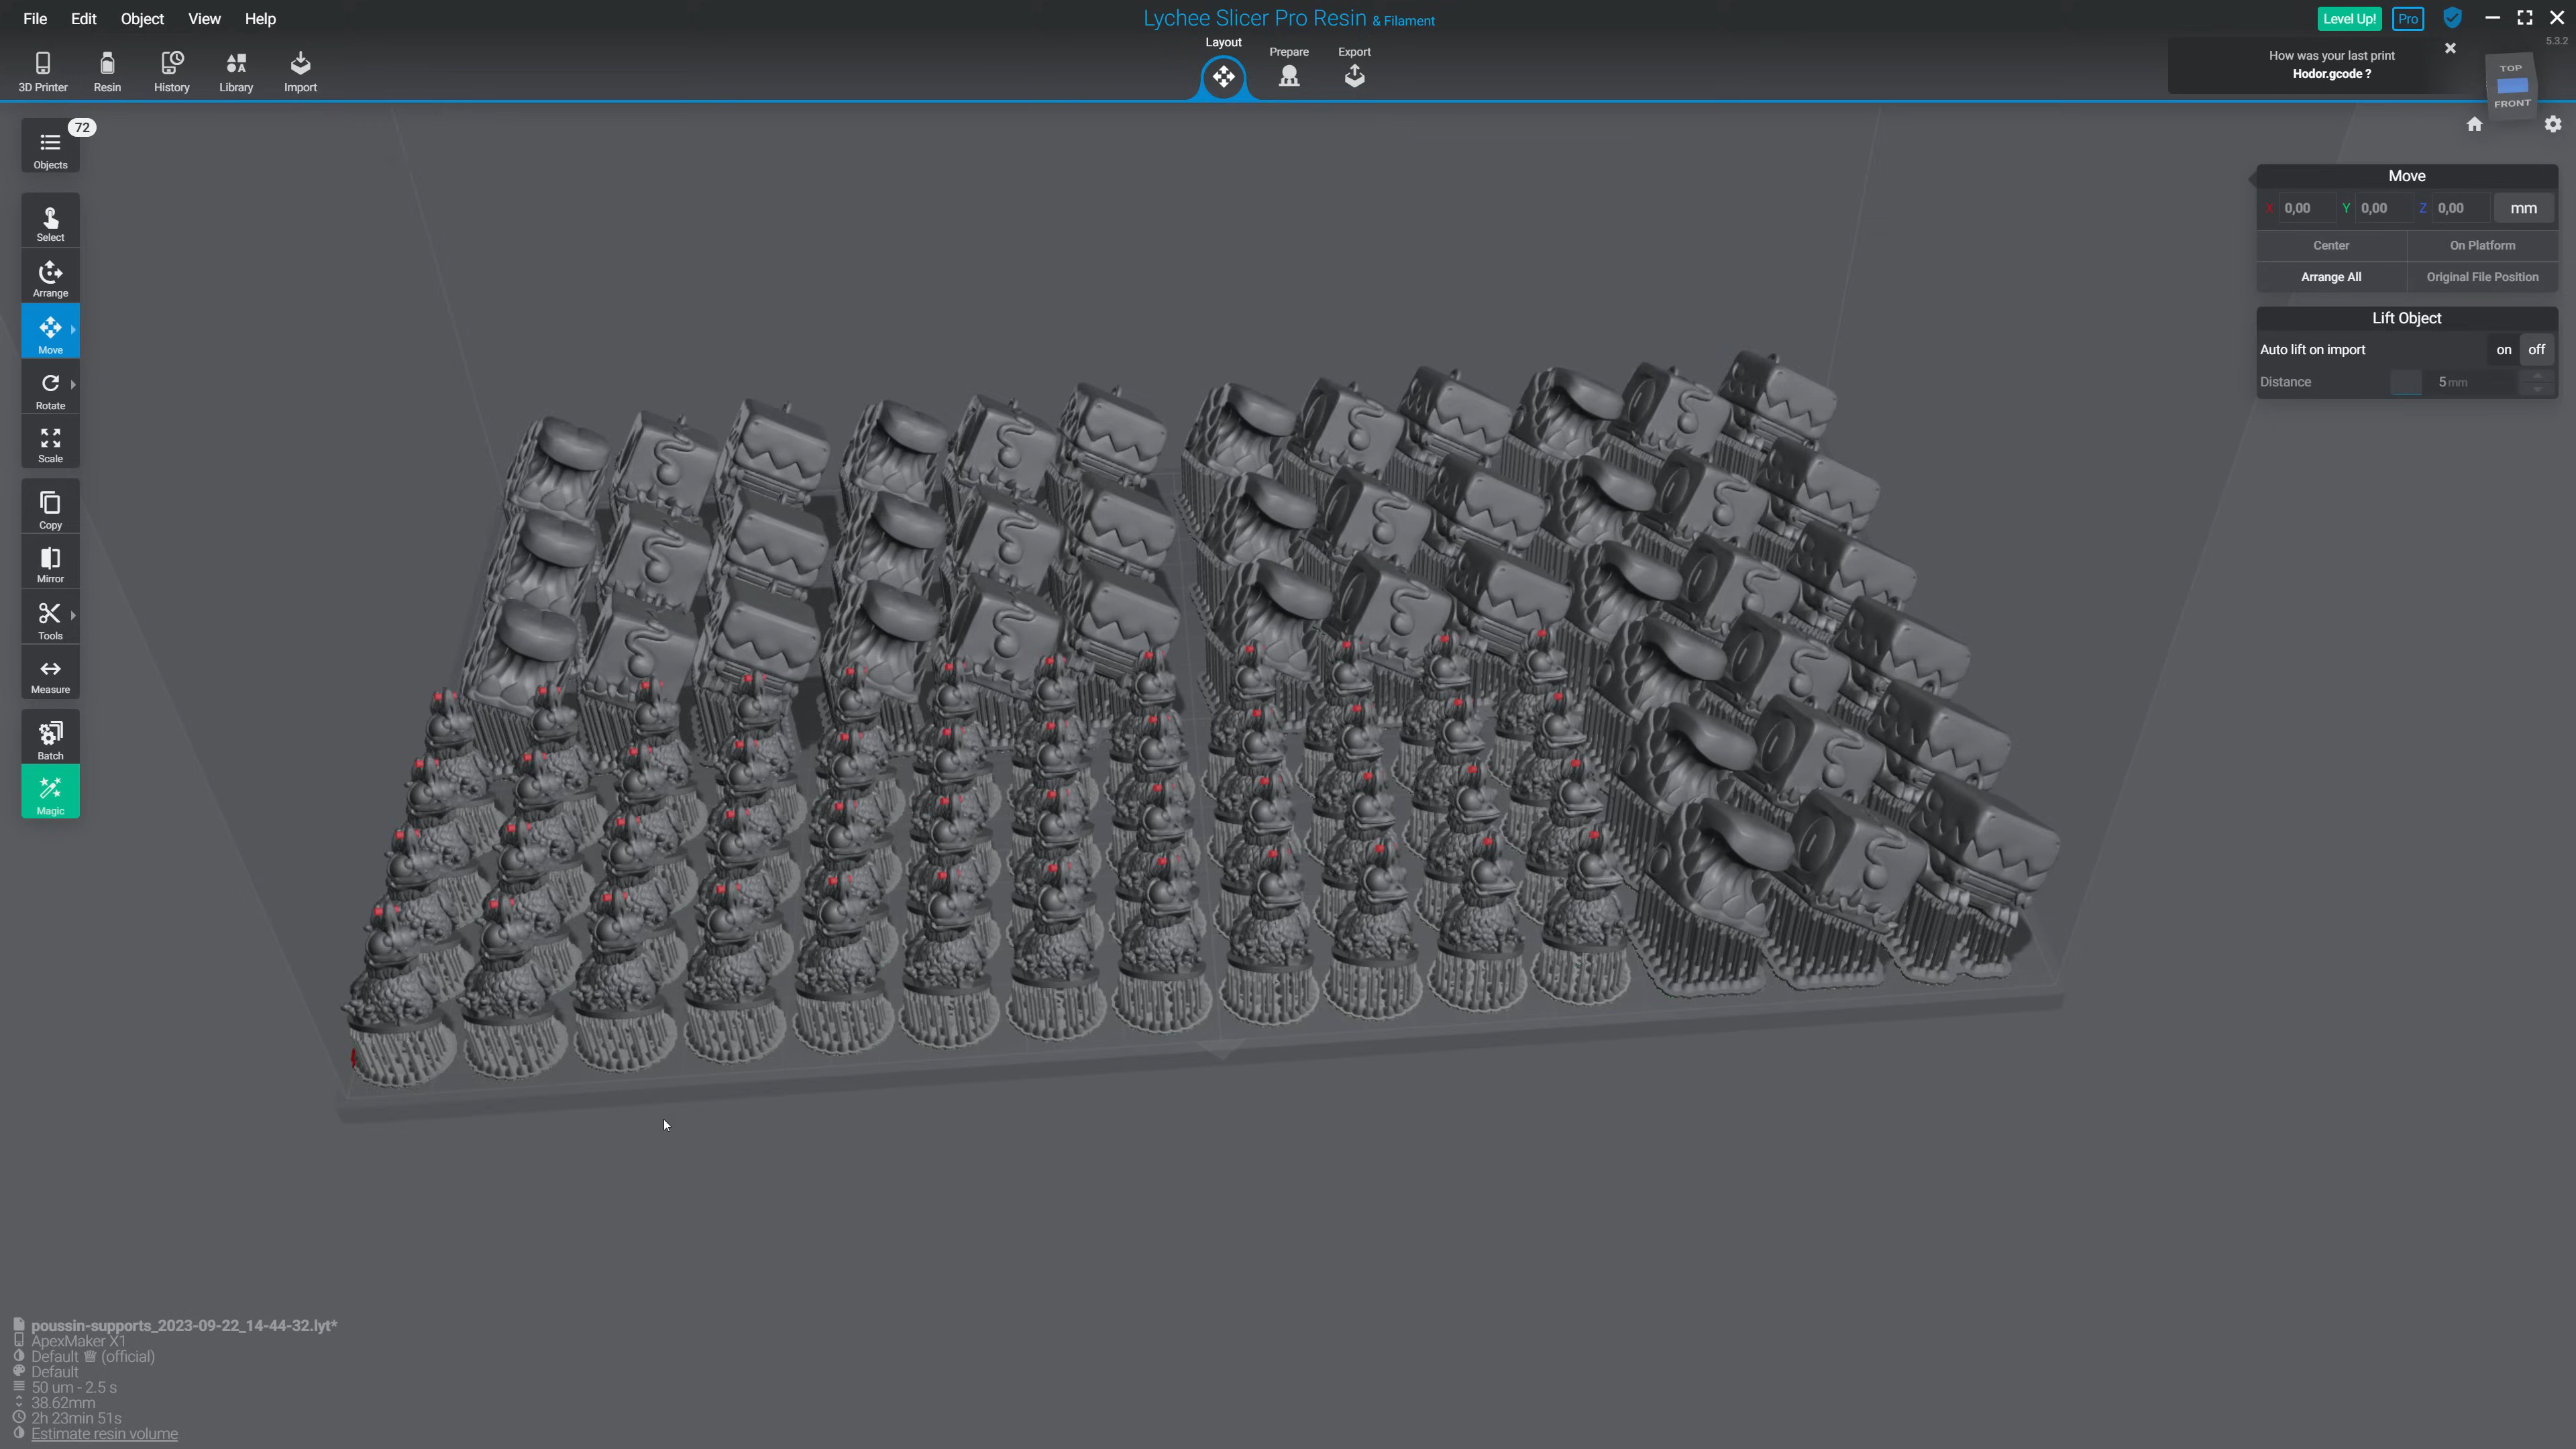 File Edit Object View Help
Lychee Slicer Pro Resin & Filament
Level Up! Pro
5.3.2
3D Printer Resin History Library Import
Layout Prepare Export
How was your last print
Hodor.gcode ?
TOP
FRONT
72
Objects
Select
Arrange
Move
Rotate
Scale
Copy
Mirror
Tools
Measure
Batch
Magic
Move
X 0,00 Y 0,00 Z 0,00 mm
Center On Platform
Arrange All Original File Position
Lift Object
Auto lift on import on off
Distance 5 mm
poussin-supports_2023-09-22_14-44-32.lyt*
ApexMaker X1
Default (official)
Default
50 um - 2.5 s
38.62mm
2h 23min 51s
Estimate resin volume